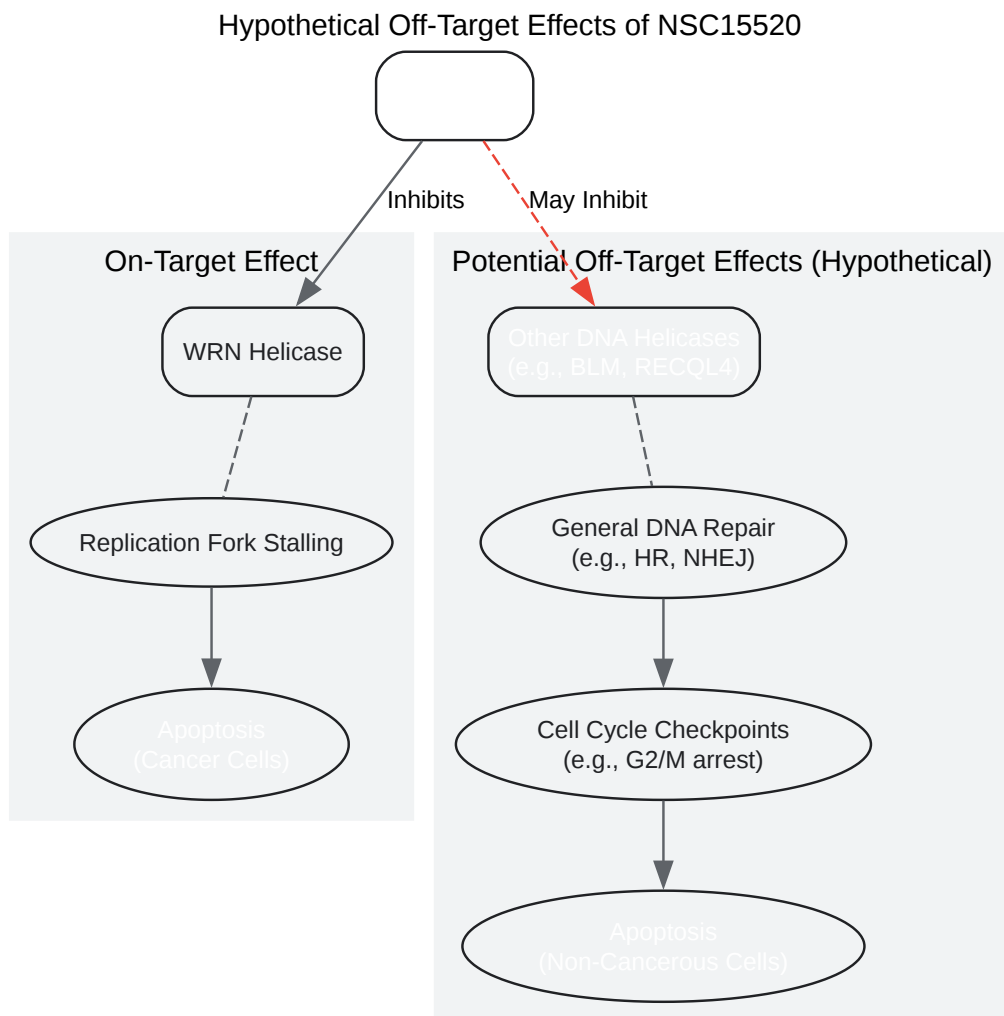 Hypothetical Off-Target Effects of NSC15520
Inhibits
May Inhibit
On-Target Effect
Potential Off-Target Effects (Hypothetical)
WRN Helicase
Other DNA Helicases
(e.g., BLM, RECQL4)
Replication Fork Stalling
General DNA Repair
(e.g., HR, NHEJ)
Apoptosis
(Cancer Cells)
Cell Cycle Checkpoints
(e.g., G2/M arrest)
Apoptosis
(Non-Cancerous Cells)